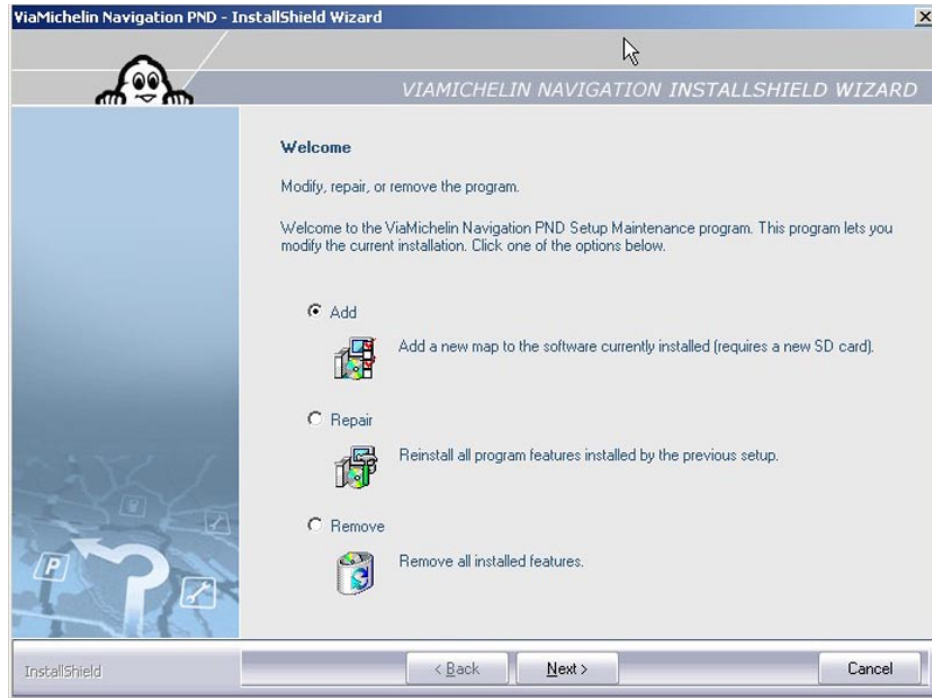 ViaMichelin Navigation PND - InstallShield Wizard
VIAMICHELIN NAVIGATION INSTALLSHIELD WIZARD
Welcome
Modify, repair, or remove the program.
Welcome to the ViaMichelin Navigation PND Setup Maintenance program. This program lets you
modify the current installation. Click one of the options below.
Add
Add a new map to the software currently installed (requires a new SD card).
Repair
Reinstall all program features installed by the previous setup.
Remove
Remove all installed features.
P
InstallShield
< Back
Next >
Cancel